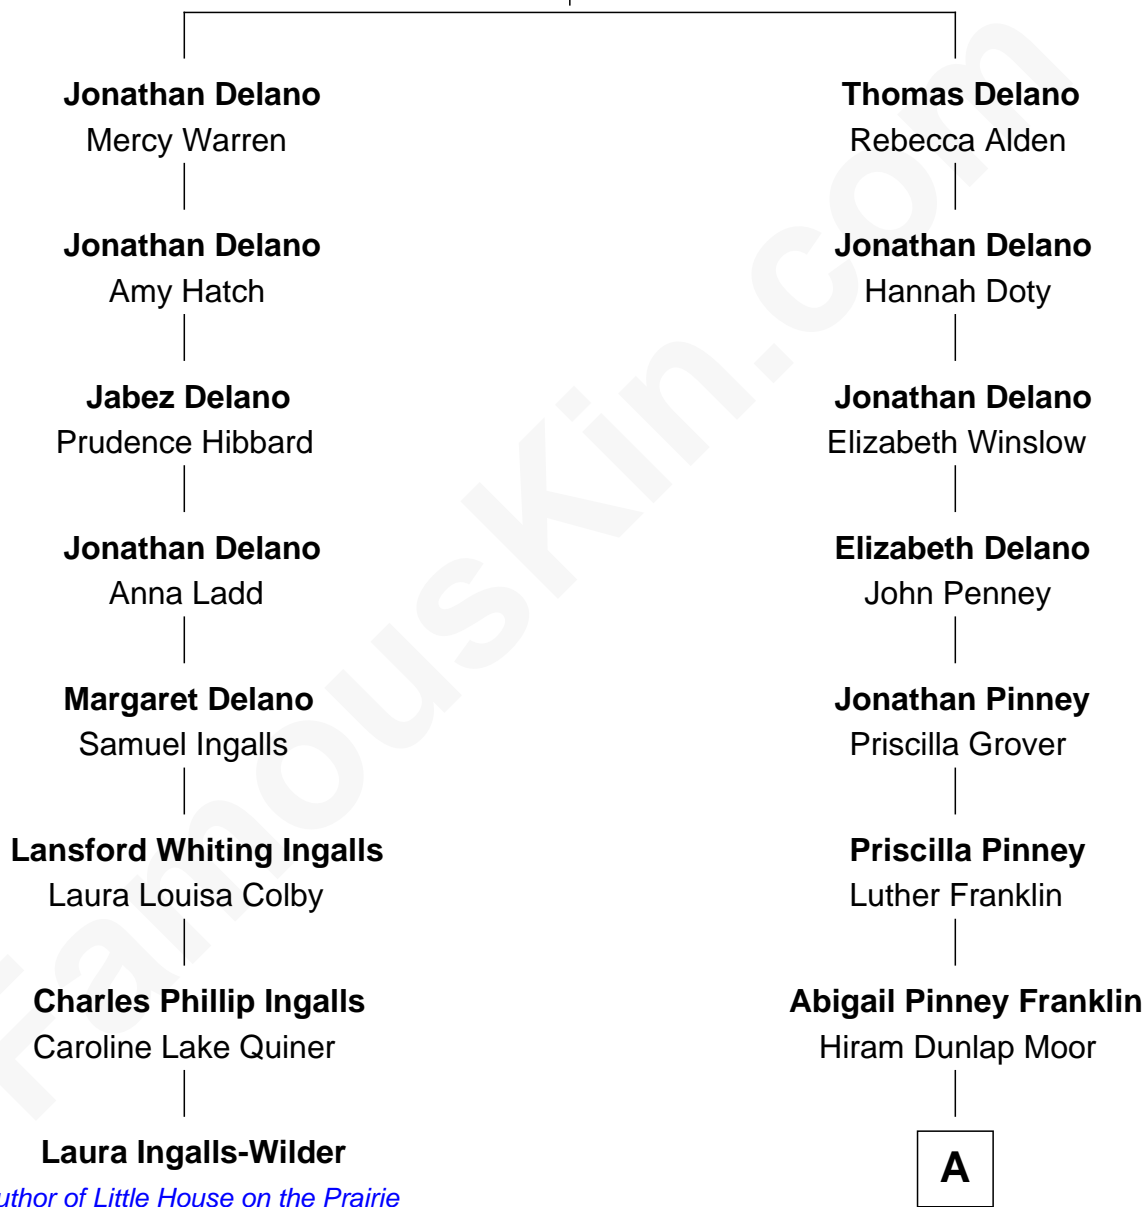 Jonathan Delano
Mercy Warren
Jonathan Delano
Amy Hatch
Jabez Delano
Prudence Hibbard
Jonathan Delano
Anna Ladd
Margaret Delano
Samuel Ingalls
Lansford Whiting Ingalls
Laura Louisa Colby
Charles Phillip Ingalls
Caroline Lake Quiner
Laura Ingalls-Wilder
uthor of Little House on the Prairie
Thomas Delano
Rebecca Alden
Jonathan Delano
Hannah Doty
Jonathan Delano
Elizabeth Winslow
Elizabeth Delano
John Penney
Jonathan Pinney
Priscilla Grover
Priscilla Pinney
Luther Franklin
Abigail Pinney Franklin
Hiram Dunlap Moor
A
FamousKin.com